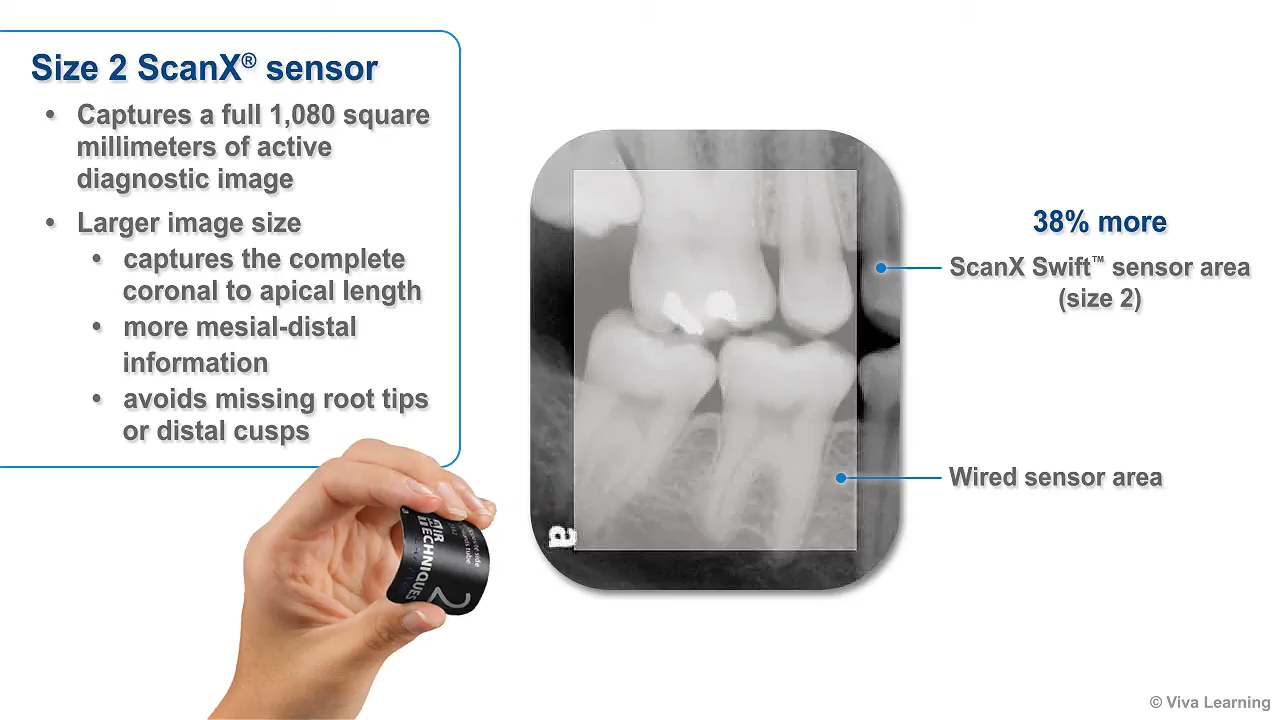 Size 2 ScanX® sensor
• Captures a full 1,080 square
millimeters of active
diagnostic image
• Larger image size
• captures the complete
coronal to apical length
• more mesial-distal
information
• avoids missing root tips
or distal cusps
38% more
ScanX Swift™ sensor area
(size 2)
Wired sensor area
a
AIR
TECHNIQUES
2
© Viva Learning